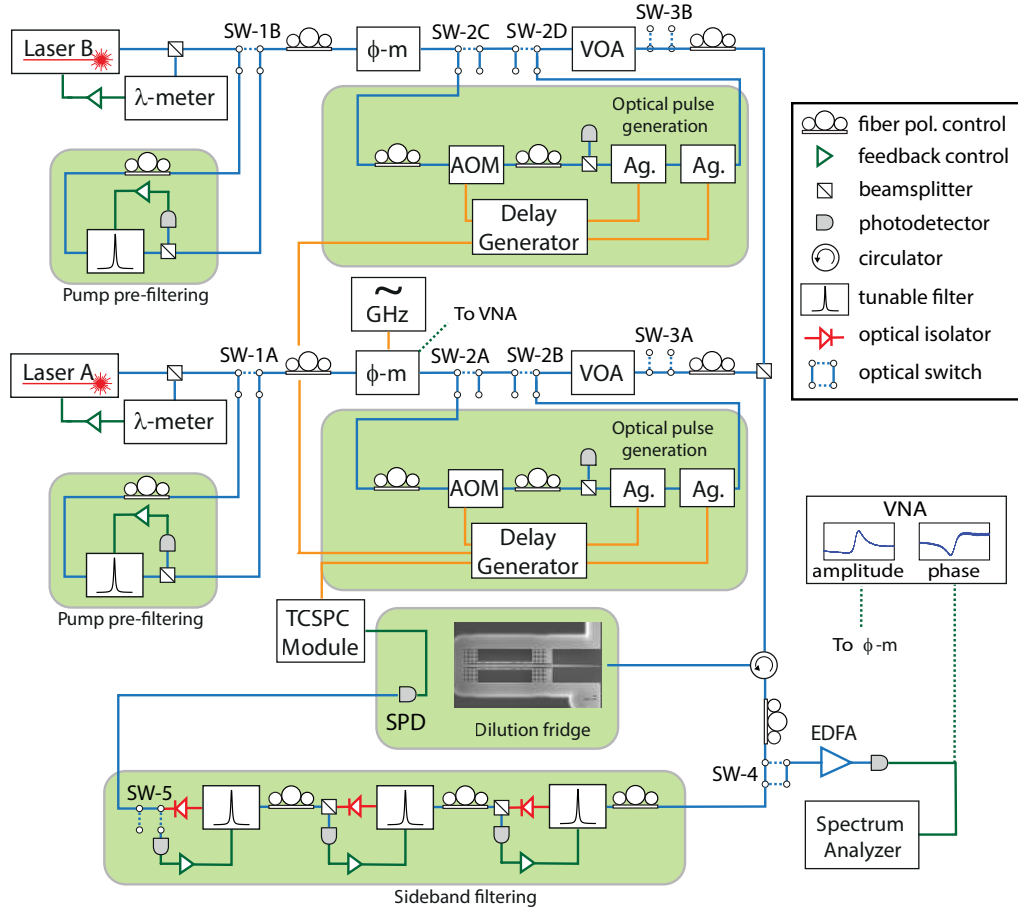 SW-3B
SW-1B
Laser B
ϕ-m
SW-2C
SW-2D
VOA
λ-meter
Optical pulse
generation
AOM
Ag.
Ag.
Delay
Generator
Pump pre-filtering
fiber pol. control
feedback control
beamsplitter
photodetector
circulator
tunable filter
optical isolator
optical switch
~
GHz
To VNA
SW-1A
Laser A
ϕ-m
SW-2A
SW-2B
VOA
SW-3A
λ-meter
Optical pulse
generation
AOM
Ag.
Ag.
Delay
Generator
Pump pre-filtering
VNA
amplitude
phase
To ϕ-m
TCSPC
Module
SPD
Dilution fridge
EDFA
SW-4
SW-5
Spectrum
Analyzer
Sideband filtering